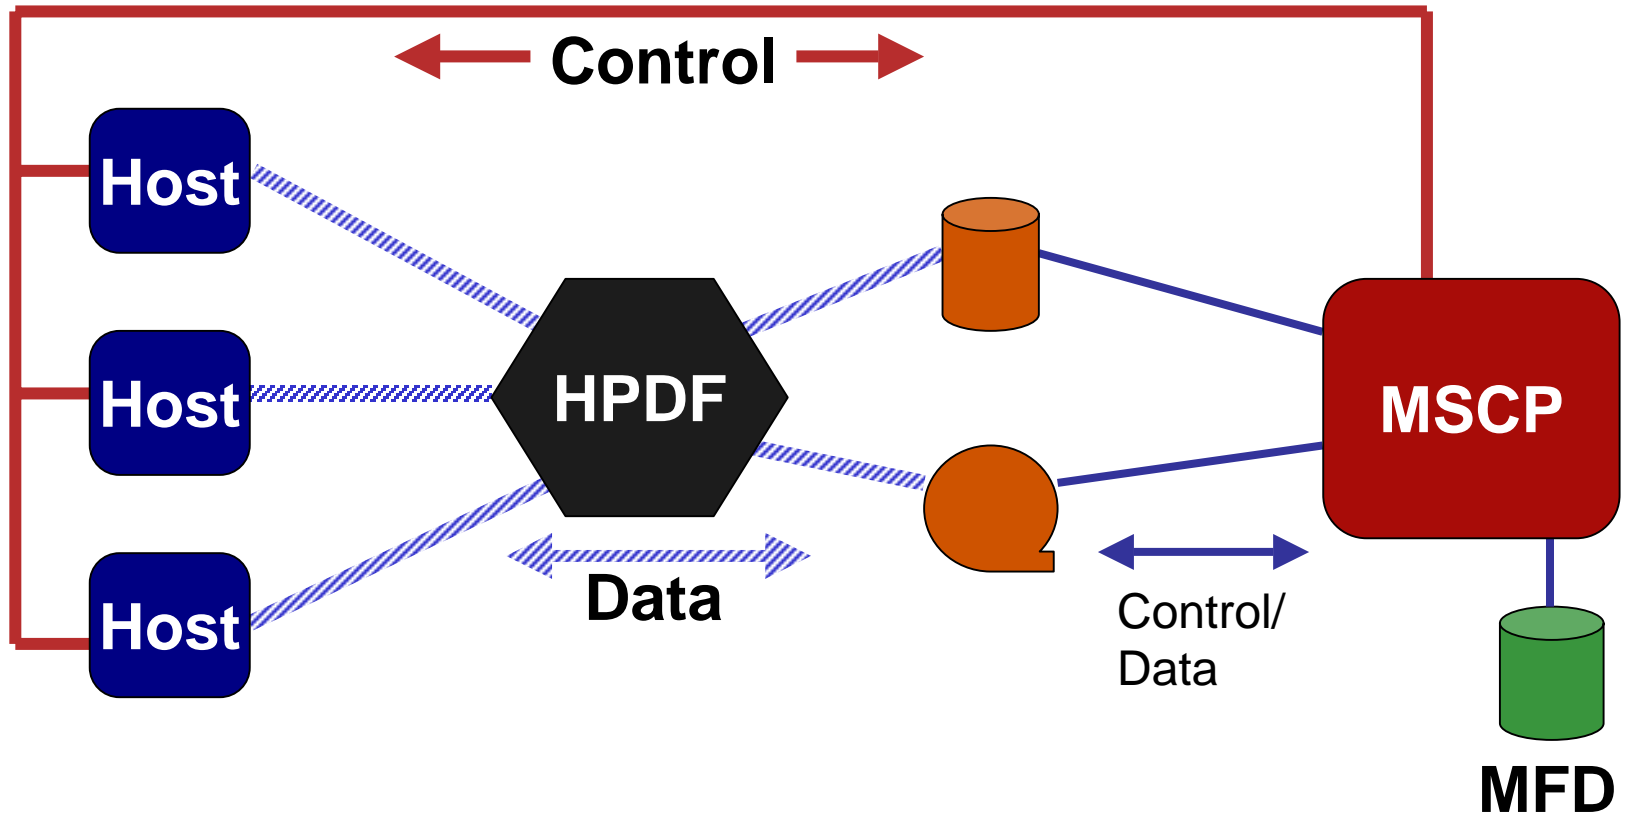 Control
Host
Host
HPDF
MSCP
Data
Control/
Data
Host
MFD